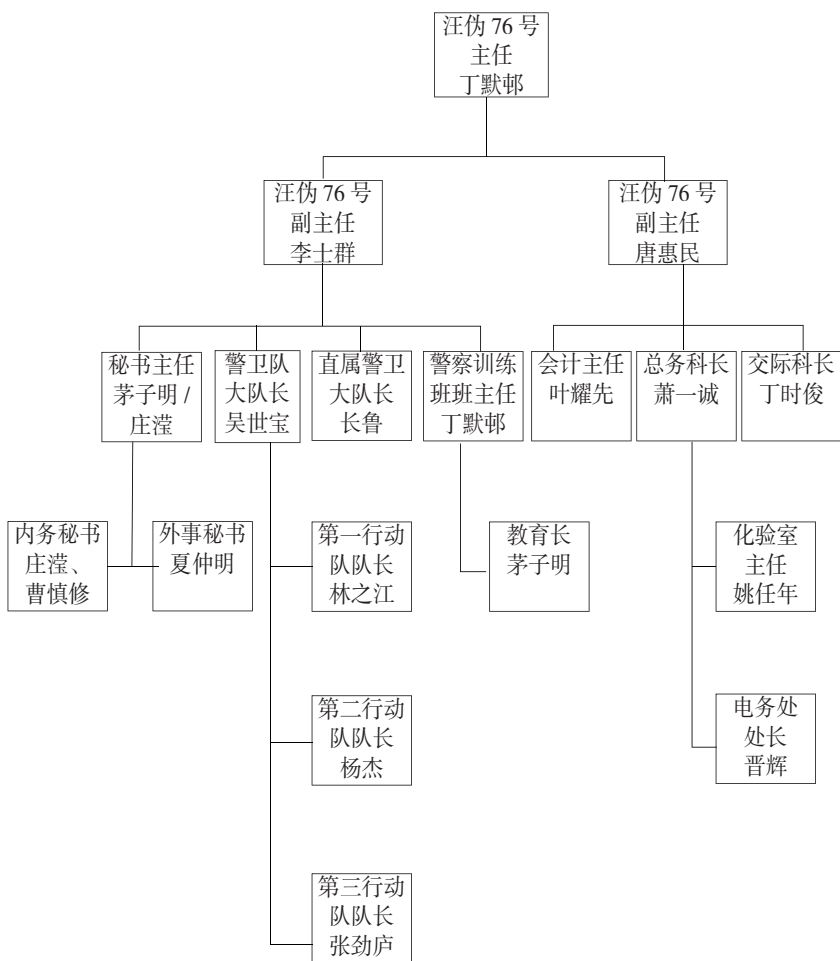 汪伪 76 号
主任
丁默邨
汪伪 76 号
副主任
李士群
汪伪 76 号
副主任
唐惠民
秘书主任
茅子明 /
庄滢
警卫队
大队长
吴世宝
直属警卫
大队长
长鲁
警察训练
班班主任
丁默邨
会计主任
叶耀先
总务科长
萧一诚
交际科长
丁时俊
内务秘书
庄滢、
曹慎修
外事秘书
夏仲明
第一行动
队队长
林之江
教育长
茅子明
化验室
主任
姚任年
第二行动
队队长
杨杰
电务处
处长
晋辉
第三行动
队队长
张劲庐